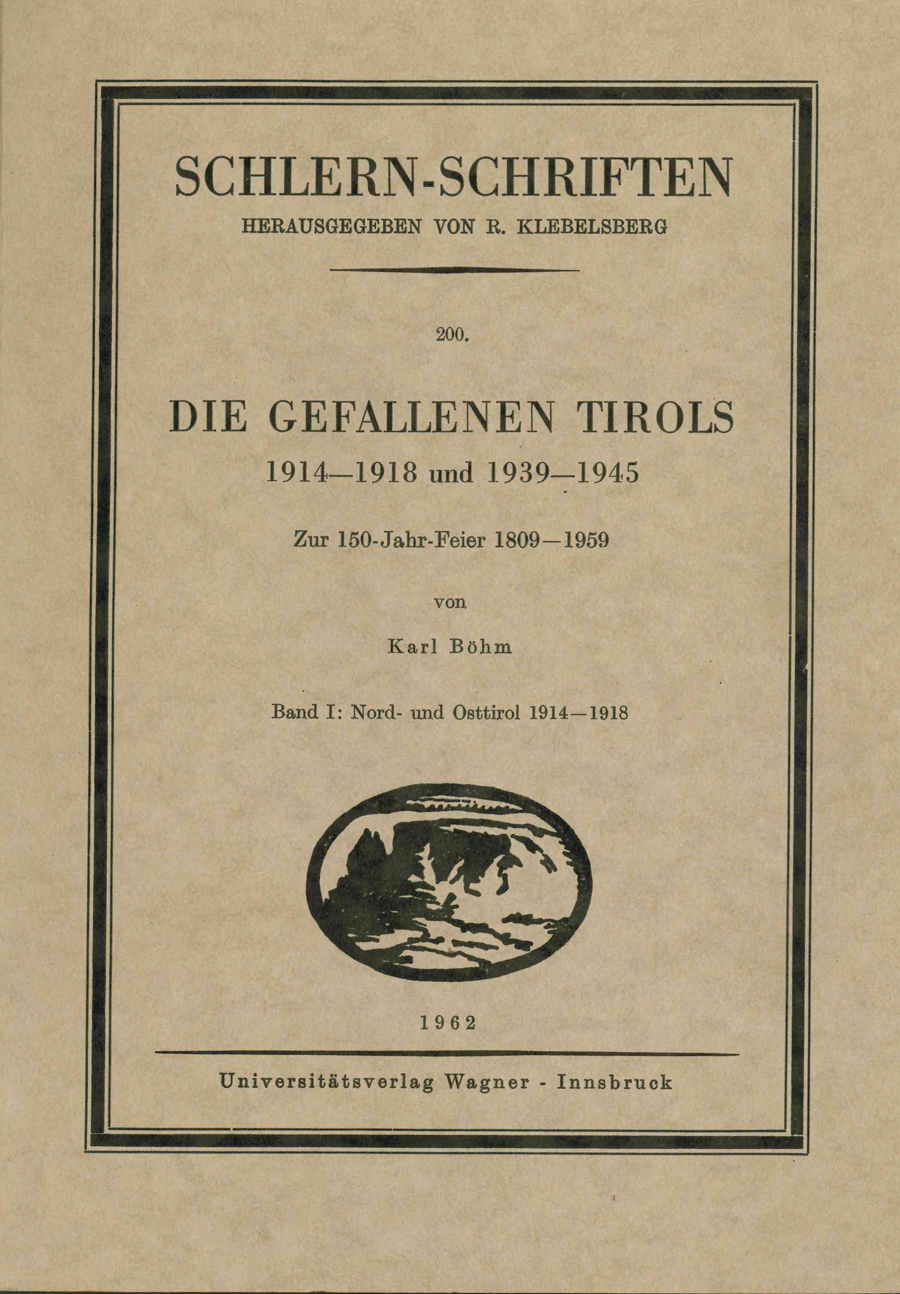 SCHLERN-SCHRIFTEN
HERAUSGEGEBEN VON R. KLEBELSBERG
200.
DIE GEFALLENEN TIROLS
1914—1918 und 1939—1945
Zur 150-Jahr-Feier 1809—1959
von
Karl Böhm
Band I: Nord- und Osttirol 1914—1918
1962
Universitätsverlag Wagner - Innsbruck